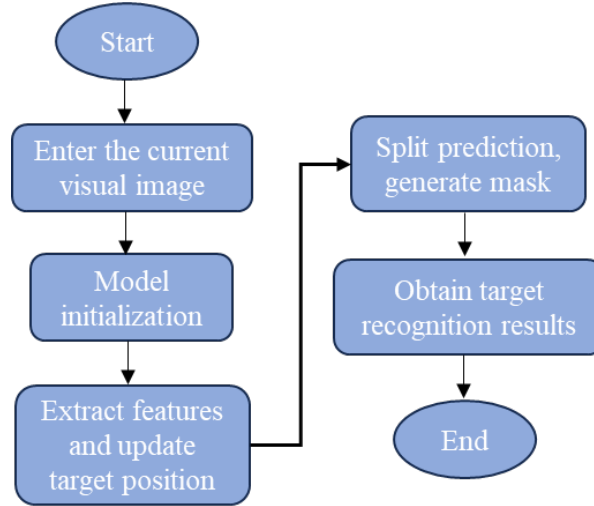 Start
Enter the current
visual image
Model
initialization
Extract features
and update
target position
Split prediction,
generate mask
Obtain target
recognition results
End